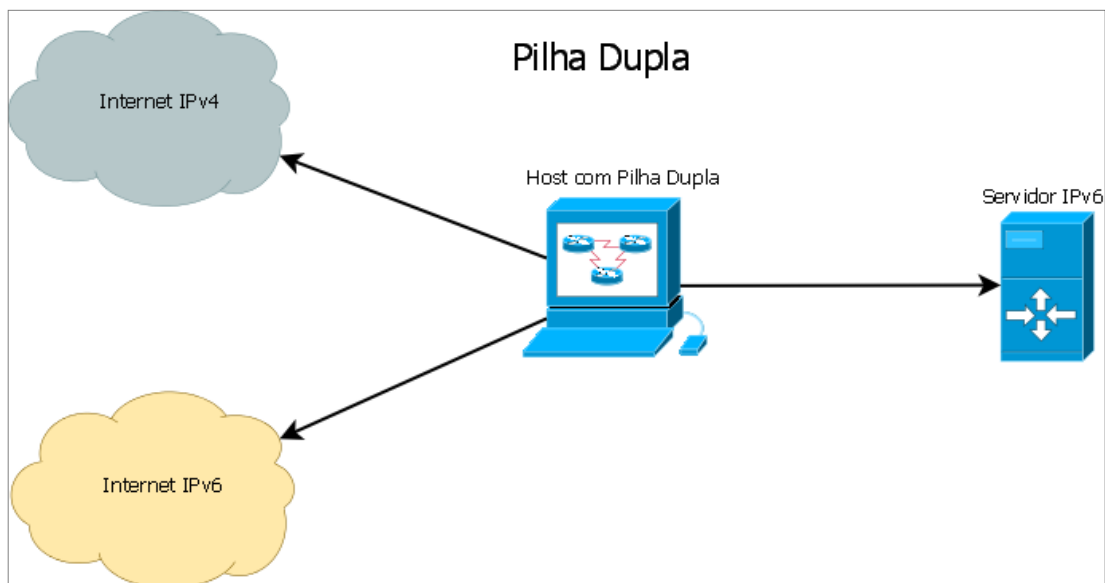 Pilha Dupla
Internet IPv4
Host com Pilha Dupla
Servidor IPv6
Internet IPv6